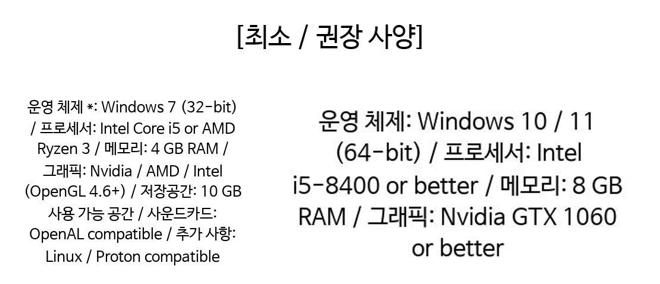 [최소 / 권장 사양]
운영 체제 *: Windows 7 (32-bit)
/ 프로세서: Intel Core i5 or AMD
Ryzen 3 / 메모리: 4 GB RAM /
그래픽: Nvidia / AMD / Intel
(OpenGL 4.6+) / 저장공간: 10 GB
사용 가능 공간 / 사운드카드:
OpenAL compatible / 추가 사항:
Linux / Proton compatible
운영 체제: Windows 10 / 11
(64-bit) / 프로세서: Intel
i5-8400 or better / 메모리: 8 GB
RAM / 그래픽: Nvidia GTX 1060
or better